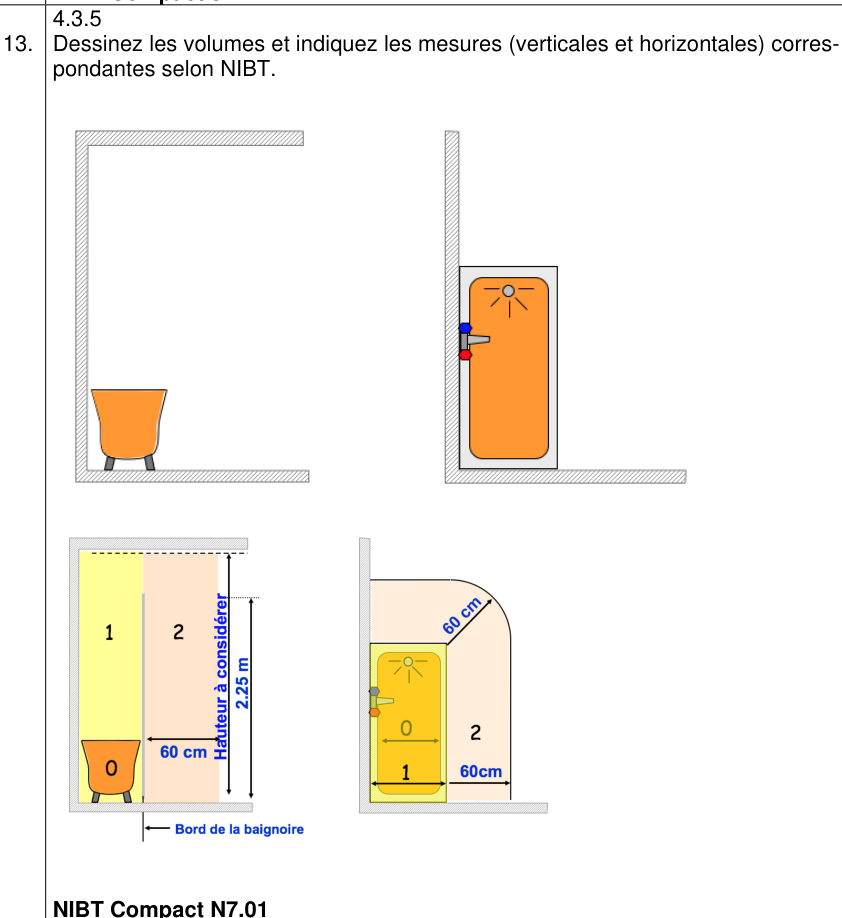 4.3.5
13. Dessinez les volumes et indiquez les mesures (verticales et horizontales) corres-
pondantes selon NIBT.
1
2
Hauteur à considérer
2.25 m
60 cm
0
Bord de la baignoire
60 cm
0
2
1
60cm
NIBT Compact N7.01